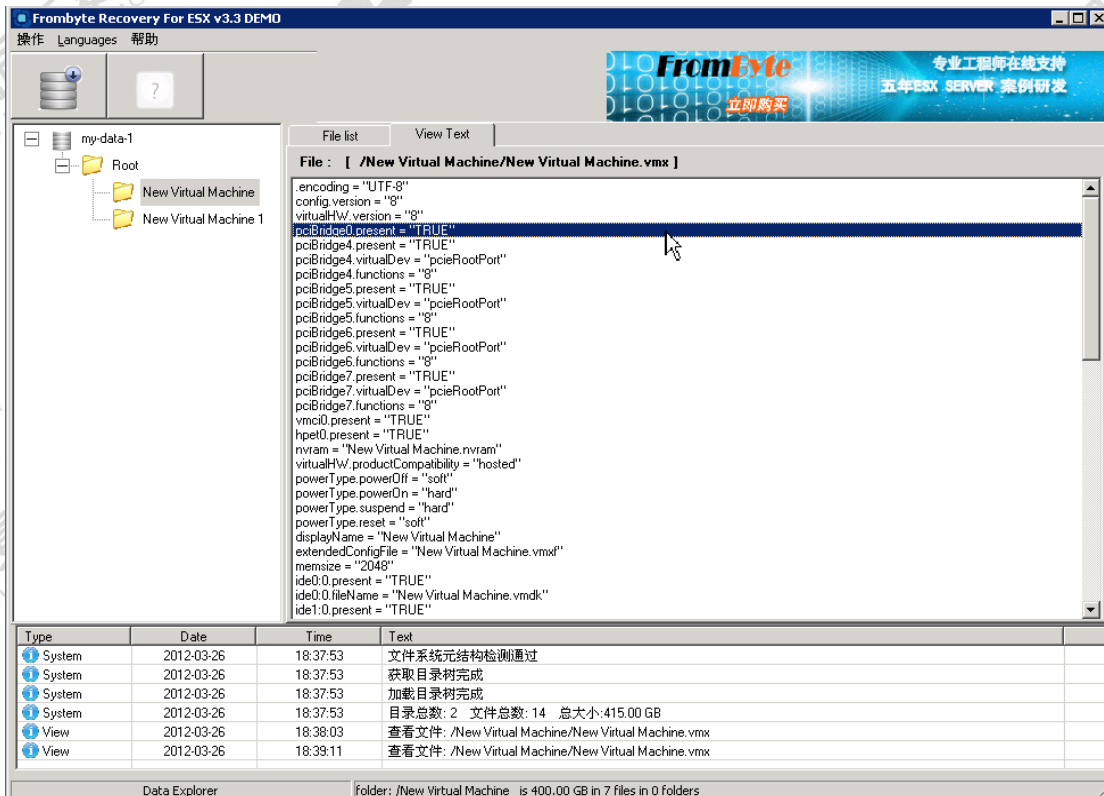 Frombyte Recovery For ESX v3.3 DEMO
操作 Languages 帮助
FromByte
立即购买
专业工程师在线支持
五年ESX SERVER 案例研发
my-data-1
Root
New Virtual Machine
New Virtual Machine 1
File list View Text
File : [ /New Virtual Machine/New Virtual Machine.vmx ]
.encoding = "UTF-8"
config.version = "8"
virtualHW.version = "8"
pciBridge0.present = "TRUE"
pciBridge4.present = "TRUE"
pciBridge4.virtualDev = "pcieRootPort"
pciBridge4.functions = "8"
pciBridge5.present = "TRUE"
pciBridge5.virtualDev = "pcieRootPort"
pciBridge5.functions = "8"
pciBridge6.present = "TRUE"
pciBridge6.virtualDev = "pcieRootPort"
pciBridge6.functions = "8"
pciBridge7.present = "TRUE"
pciBridge7.virtualDev = "pcieRootPort"
pciBridge7.functions = "8"
vmci0.present = "TRUE"
hpet0.present = "TRUE"
nvram = "New Virtual Machine.nvram"
virtualHW.productCompatibility = "hosted"
powerType.powerOff = "soft"
powerType.powerOn = "hard"
powerType.suspend = "hard"
powerType.reset = "soft"
displayName = "New Virtual Machine"
extendedConfigFile = "New Virtual Machine.vmxf"
memsize = "2048"
ide0:0.present = "TRUE"
ide0:0.fileName = "New Virtual Machine.vmdk"
ide1:0.present = "TRUE"
Type Date Time Text
System 2012-03-26 18:37:53 文件系统元结构检测通过
System 2012-03-26 18:37:53 获取目录树完成
System 2012-03-26 18:37:53 加载目录树完成
System 2012-03-26 18:37:53 目录总数: 2 文件总数: 14 总大小:415.00 GB
View 2012-03-26 18:38:03 查看文件: /New Virtual Machine/New Virtual Machine.vmx
View 2012-03-26 18:39:11 查看文件: /New Virtual Machine/New Virtual Machine.vmx
Data Explorer folder: /New Virtual Machine is 400.00 GB in 7 files in 0 folders